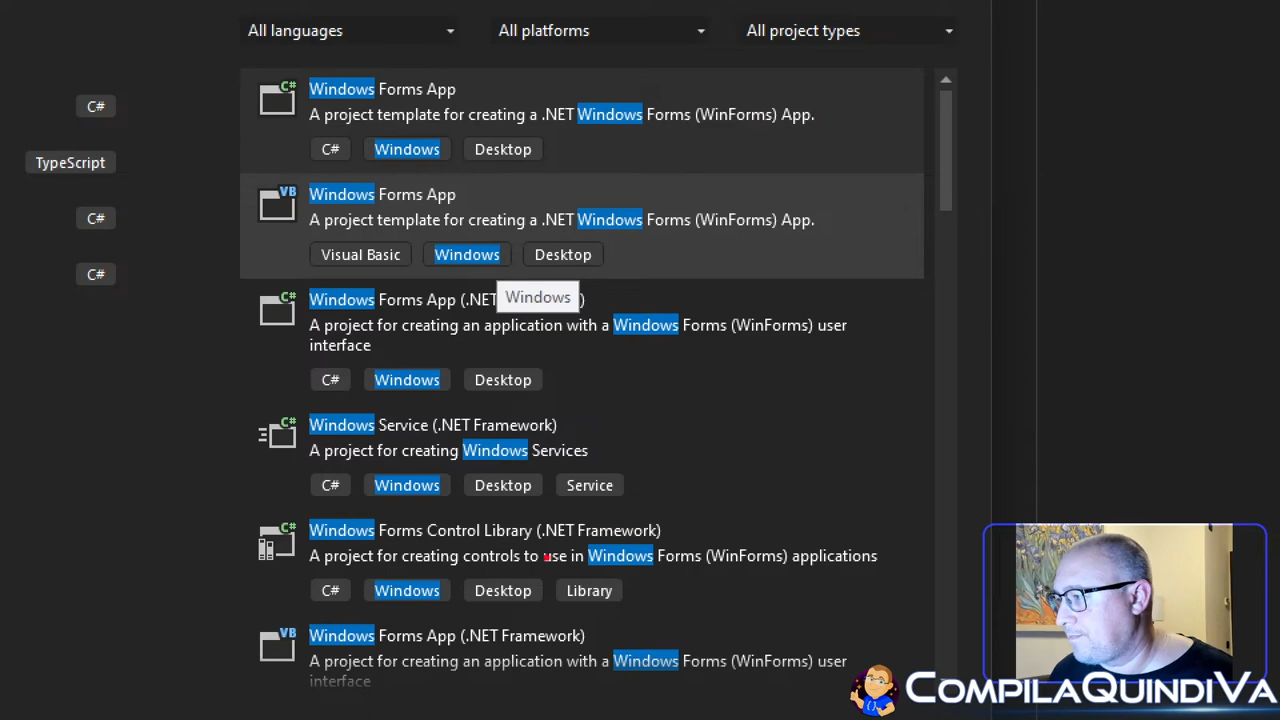 All languages
All platforms
All project types
C#
TypeScript
C#
C#
C#
Windows Forms App
A project template for creating a .NET Windows Forms (WinForms) App.
C#
Windows
Desktop
VB
Windows Forms App
A project template for creating a .NET Windows Forms (WinForms) App.
Visual Basic
Windows
Desktop
Windows
C#
Windows Forms App (.NET )
A project for creating an application with a Windows Forms (WinForms) user
interface
C#
Windows
Desktop
C#
Windows Service (.NET Framework)
A project for creating Windows Services
C#
Windows
Desktop
Service
C#
Windows Forms Control Library (.NET Framework)
A project for creating controls to use in Windows Forms (WinForms) applications
C#
Windows
Desktop
Library
VB
Windows Forms App (.NET Framework)
A project for creating an application with a Windows Forms (WinForms) user
interface
COMPILAQUINDIVA